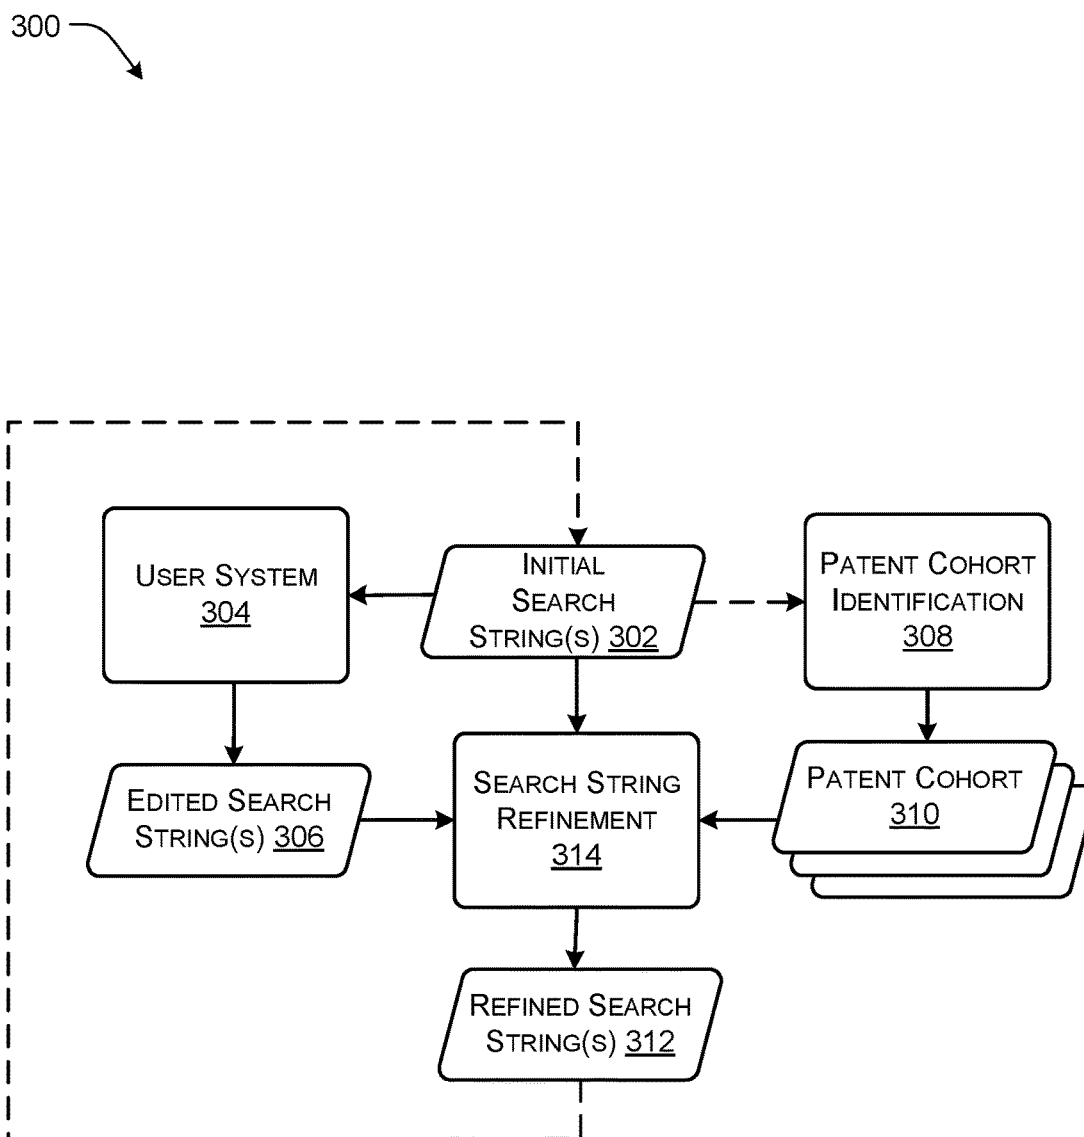 300
USER SYSTEM
304
INITIAL
SEARCH
STRING(S) 302
PATENT COHORT
IDENTIFICATION
308
EDITED SEARCH
STRING(S) 306
SEARCH STRING
REFINEMENT
314
PATENT COHORT
310
REFINED SEARCH
STRING(S) 312